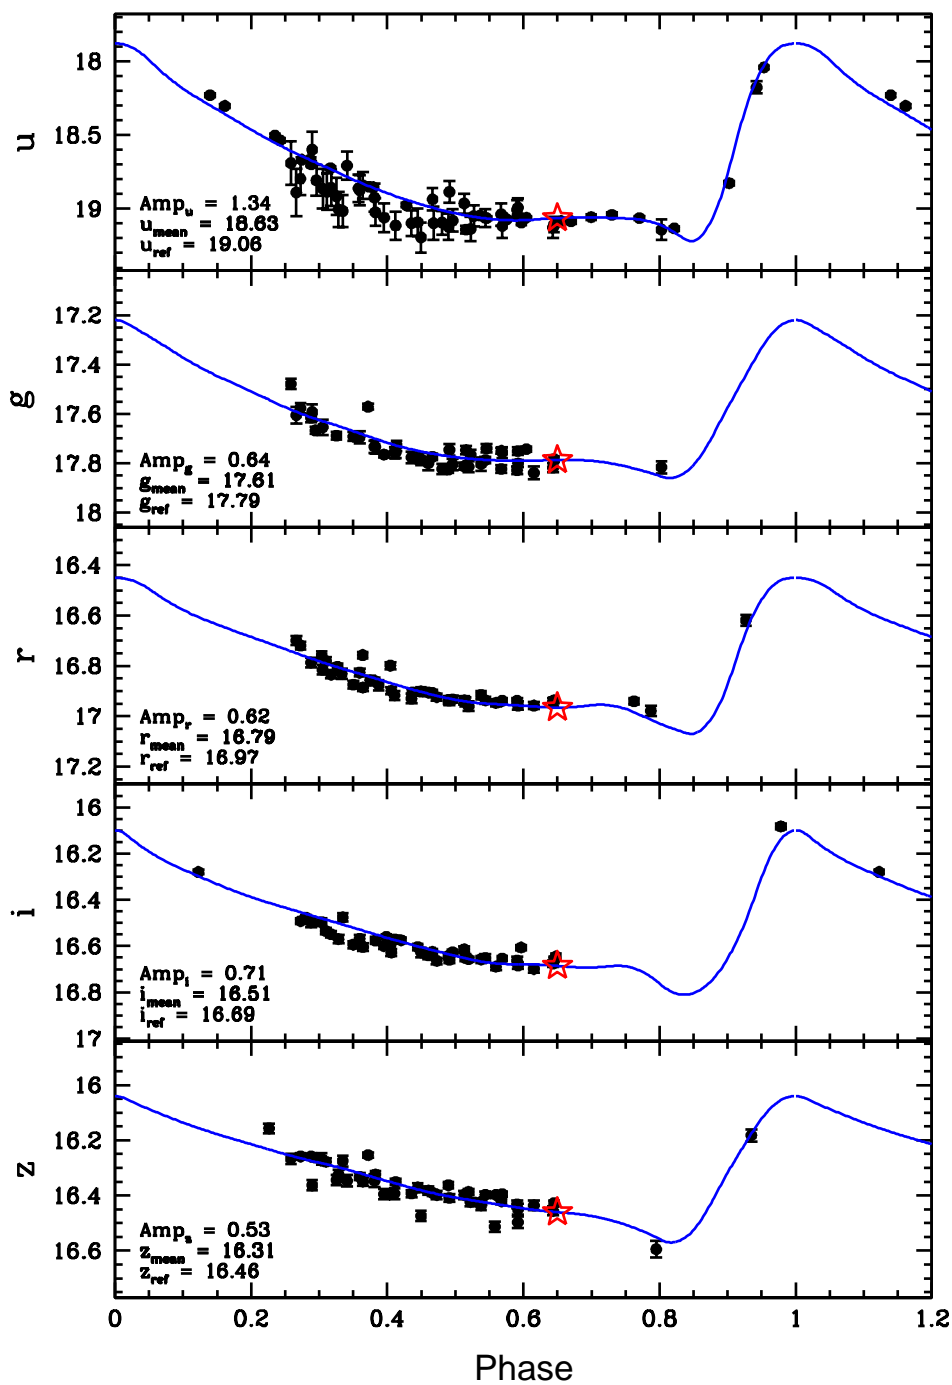 18
18.5
19
u
Amp_u = 1.34
u_mean = 18.63
u_ref = 19.06
17.2
17.4
17.6
17.8
18
g
Amp_g = 0.64
g_mean = 17.61
g_ref = 17.79
16.4
16.6
16.8
17
17.2
r
Amp_r = 0.62
r_mean = 16.79
r_ref = 16.97
16
16.2
16.4
16.6
16.8
17
i
Amp_i = 0.71
i_mean = 16.51
i_ref = 16.69
16
16.2
16.4
16.6
z
Amp_z = 0.53
z_mean = 16.31
z_ref = 16.46
0 0.2 0.4 0.6 0.8 1 1.2
Phase